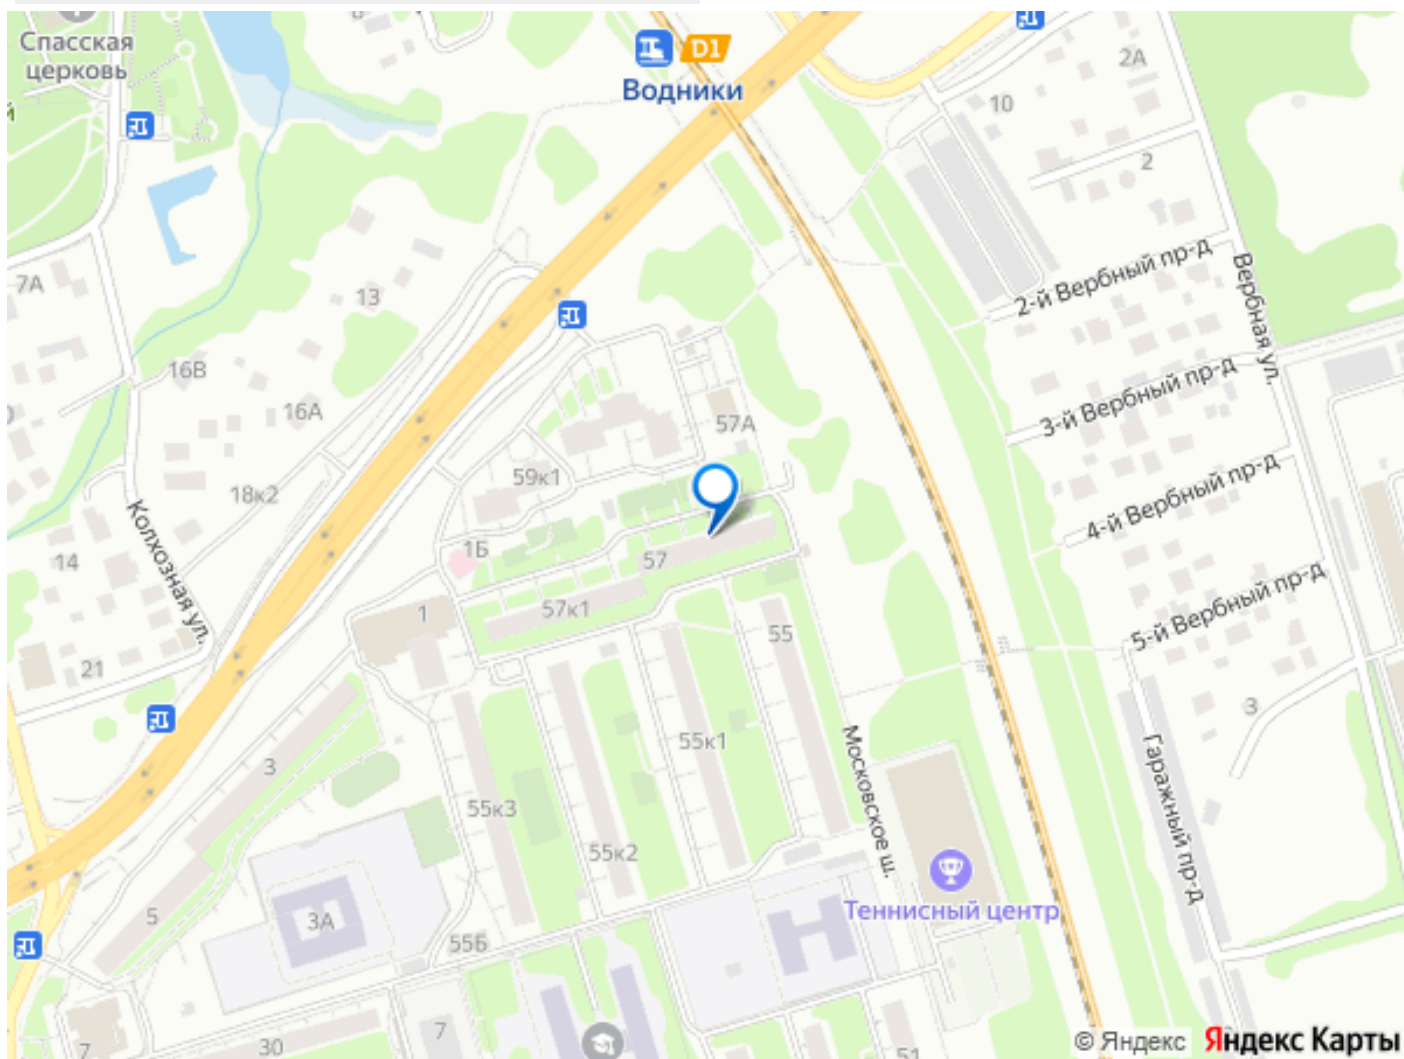 Спасская
церковь
D1
Водники
2А
10
2
7А
13
2-й Вербный пр-д
Вербная ул.
16В
16А
3-й Вербный пр-д
57А
59к1
18к2
4-й Вербный пр-д
Колхозная ул.
1Б
14
57
57к1
1
5-й Вербный пр-д
55
21
3
3
55к1
Московское ш.
Гаражный пр-д
55к3
55к2
5
3А
Теннисный центр
55Б
7
7
30
51
© Яндекс Яндекс Карты